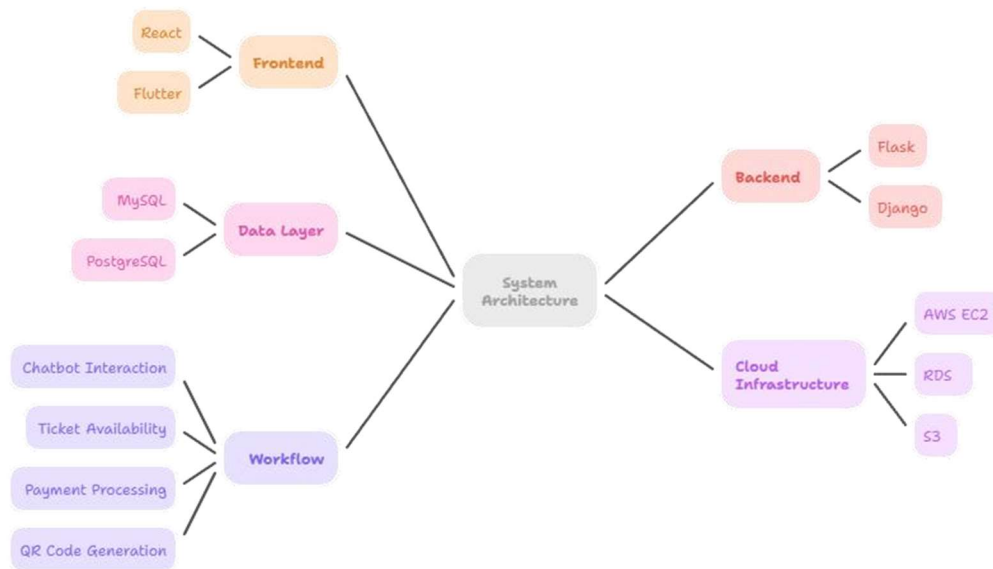 React
Frontend
Flutter
MySQL
Data Layer
PostgreSQL
Chatbot Interaction
Ticket Availability
Workflow
Payment Processing
QR Code Generation
System
Architecture
Flask
Backend
Django
AWS EC2
Cloud
Infrastructure
RDS
S3